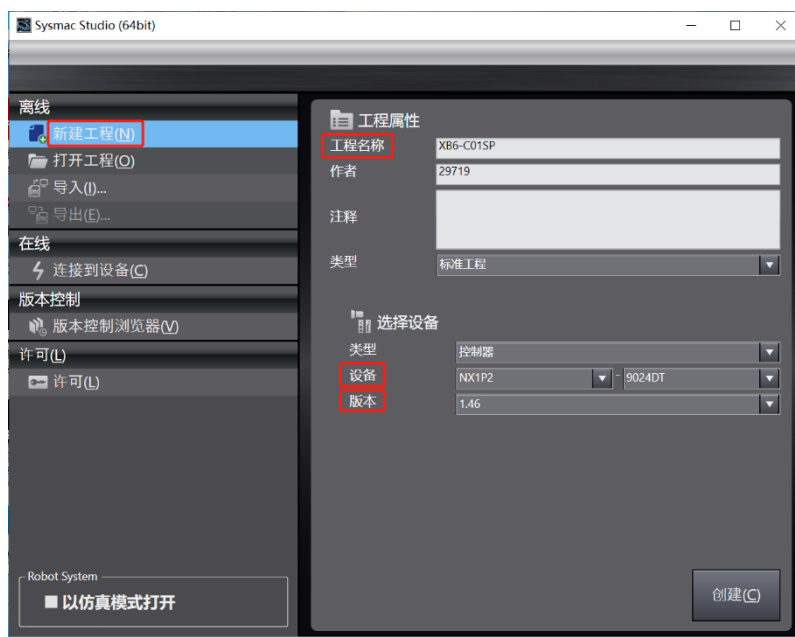 Sysmac Studio (64bit)
离线
新建工程(N)
打开工程(O)
导入(I)...
导出(E)...
在线
连接到设备(C)
版本控制
版本控制浏览器(V)
许可(L)
许可(L)
Robot System
以仿真模式打开
工程属性
工程名称 XB6-C01SP
作者 29719
注释
类型 标准工程
选择设备
类型 控制器
设备 NX1P2 - 9024DT
版本 1.46
创建(C)